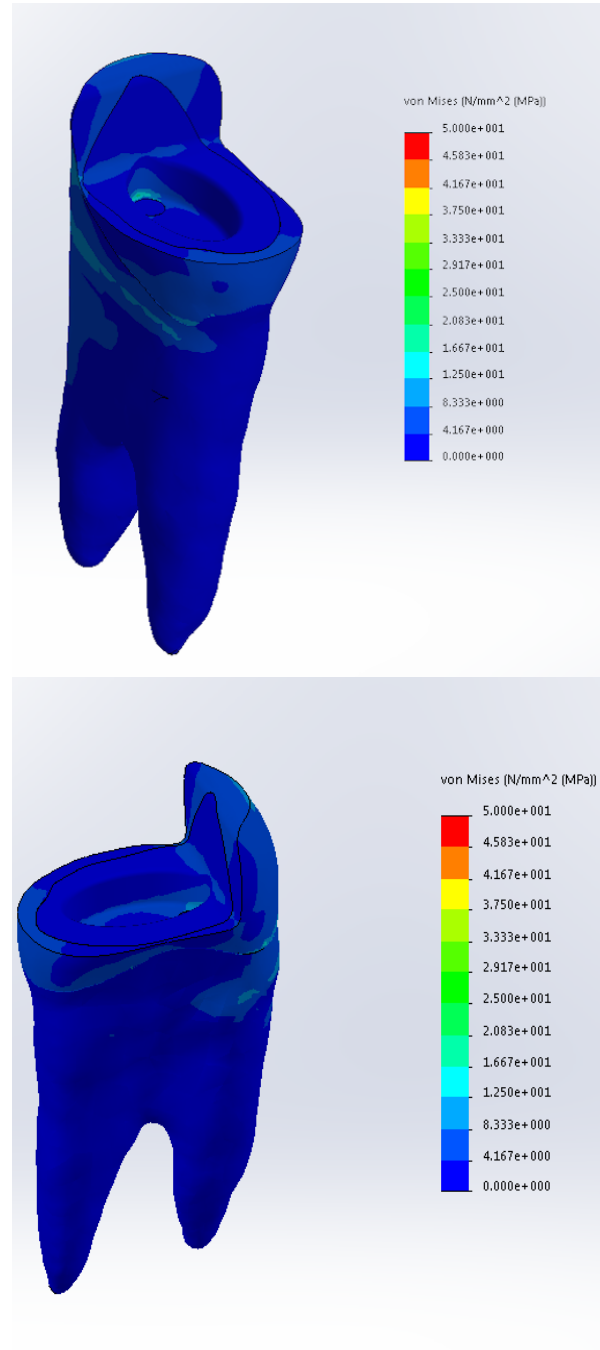 von Mises (N/mm^2 (MPa))
5.000e+001
4.583e+001
4.167e+001
3.750e+001
3.333e+001
2.917e+001
2.500e+001
2.083e+001
1.667e+001
1.250e+001
8.333e+000
4.167e+000
0.000e+000
von Mises (N/mm^2 (MPa))
5.000e+001
4.583e+001
4.167e+001
3.750e+001
3.333e+001
2.917e+001
2.500e+001
2.083e+001
1.667e+001
1.250e+001
8.333e+000
4.167e+000
0.000e+000